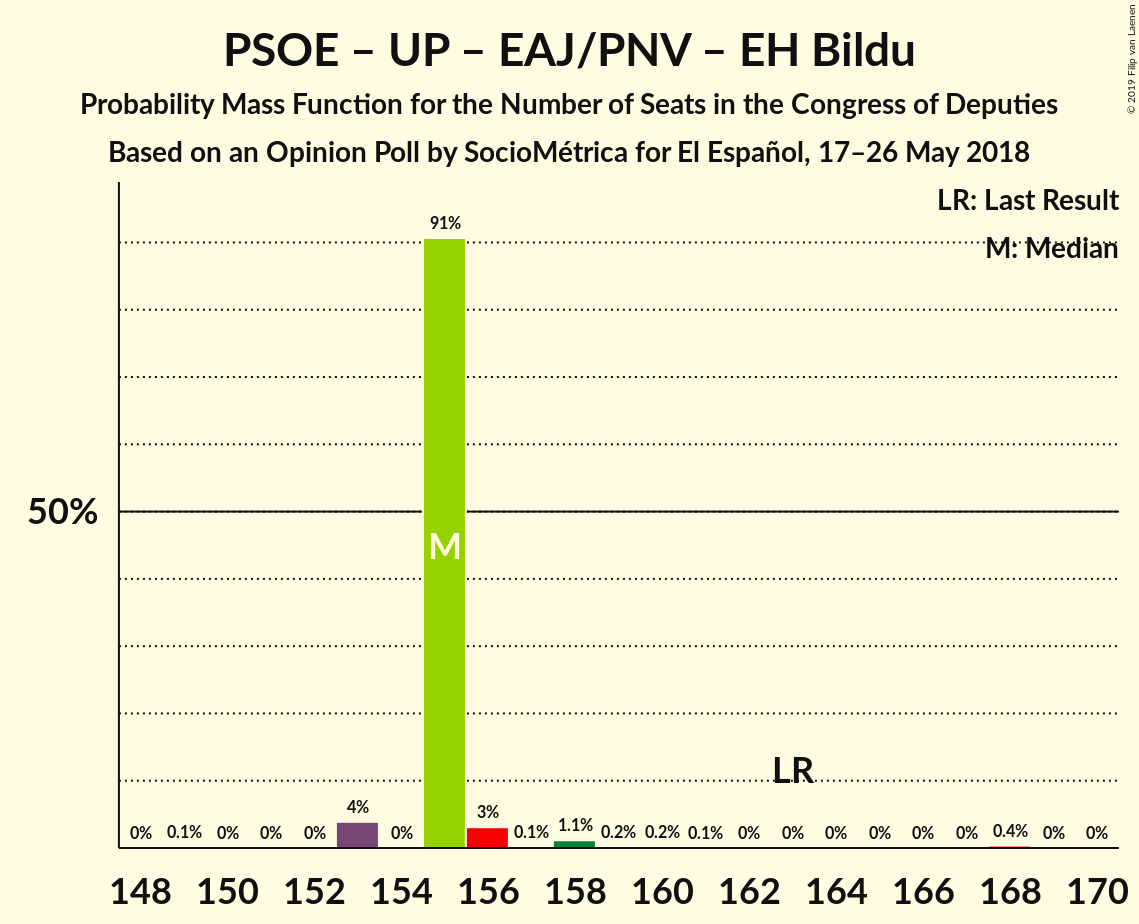 PSOE – UP – EAJ/PNV – EH Bildu
Probability Mass Function for the Number of Seats in the Congress of Deputies
Based on an Opinion Poll by SocioMétrica for El Español, 17–26 May 2018
© 2019 Filip van Laenen
LR: Last Result
M: Median
91%
50%
M
LR
0% 0.1% 0% 0% 0% 4% 0% 3% 0.1% 1.1% 0.2% 0.2% 0.1% 0% 0% 0% 0% 0% 0% 0.4% 0% 0%
148 150 152 154 156 158 160 162 164 166 168 170